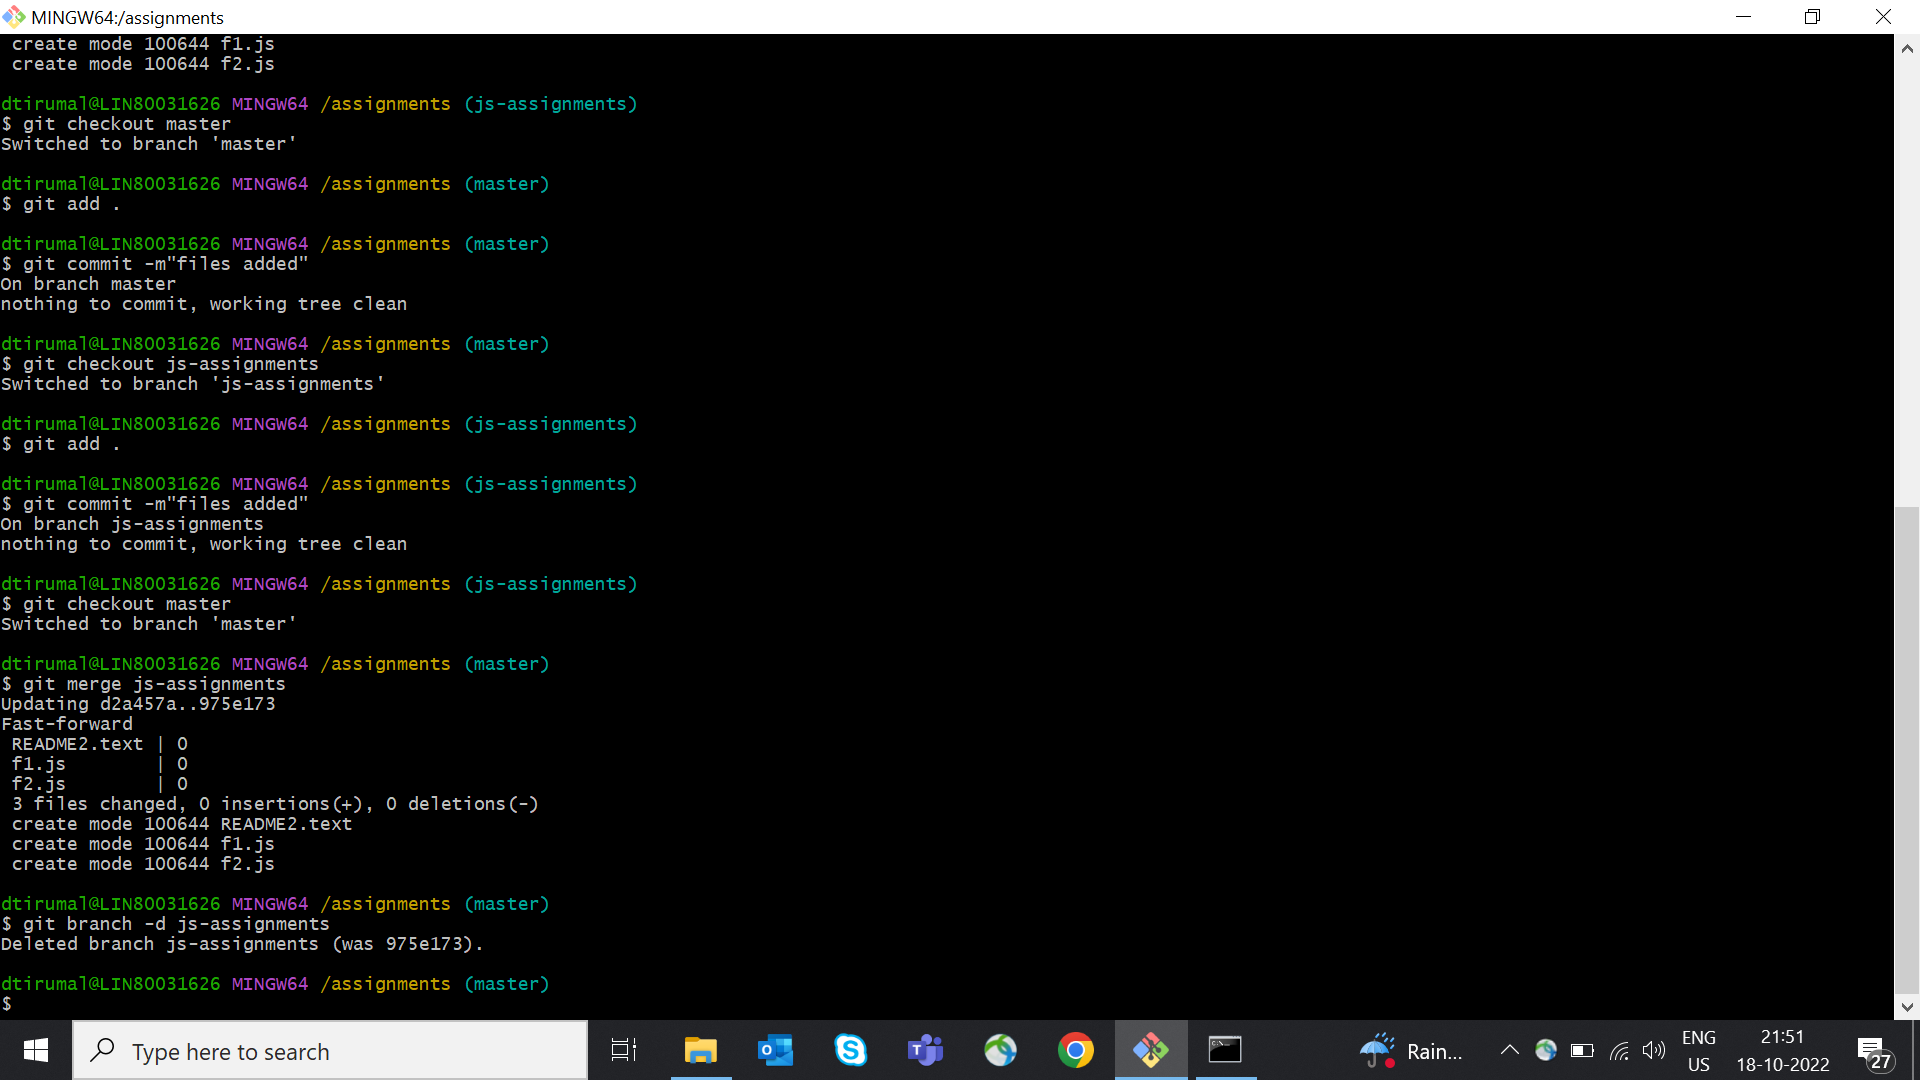 MINGW64:/assignments
create mode 100644 f1.js
create mode 100644 f2.js
dtirumal@LIN80031626 MINGW64 /assignments (js-assignments)
$ git checkout master
Switched to branch 'master'
dtirumal@LIN80031626 MINGW64 /assignments (master)
$ git add .
dtirumal@LIN80031626 MINGW64 /assignments (master)
$ git commit -m"files added"
On branch master
nothing to commit, working tree clean
dtirumal@LIN80031626 MINGW64 /assignments (master)
$ git checkout js-assignments
Switched to branch 'js-assignments'
dtirumal@LIN80031626 MINGW64 /assignments (js-assignments)
$ git add .
dtirumal@LIN80031626 MINGW64 /assignments (js-assignments)
$ git commit -m"files added"
On branch js-assignments
nothing to commit, working tree clean
dtirumal@LIN80031626 MINGW64 /assignments (js-assignments)
$ git checkout master
Switched to branch 'master'
dtirumal@LIN80031626 MINGW64 /assignments (master)
$ git merge js-assignments
Updating d2a457a..975e173
Fast-forward
README2.text | 0
f1.js | 0
f2.js | 0
3 files changed, 0 insertions(+), 0 deletions(-)
create mode 100644 README2.text
create mode 100644 f1.js
create mode 100644 f2.js
dtirumal@LIN80031626 MINGW64 /assignments (master)
$ git branch -d js-assignments
Deleted branch js-assignments (was 975e173).
dtirumal@LIN80031626 MINGW64 /assignments (master)
$
Type here to search
Rain...
ENG
US
21:51
18-10-2022
27